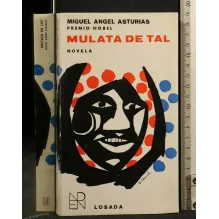 MIGUEL ANGEL ASTURIAS
PREMIO NOBEL
MULATA DE TAL
NOVELA
LOSADA